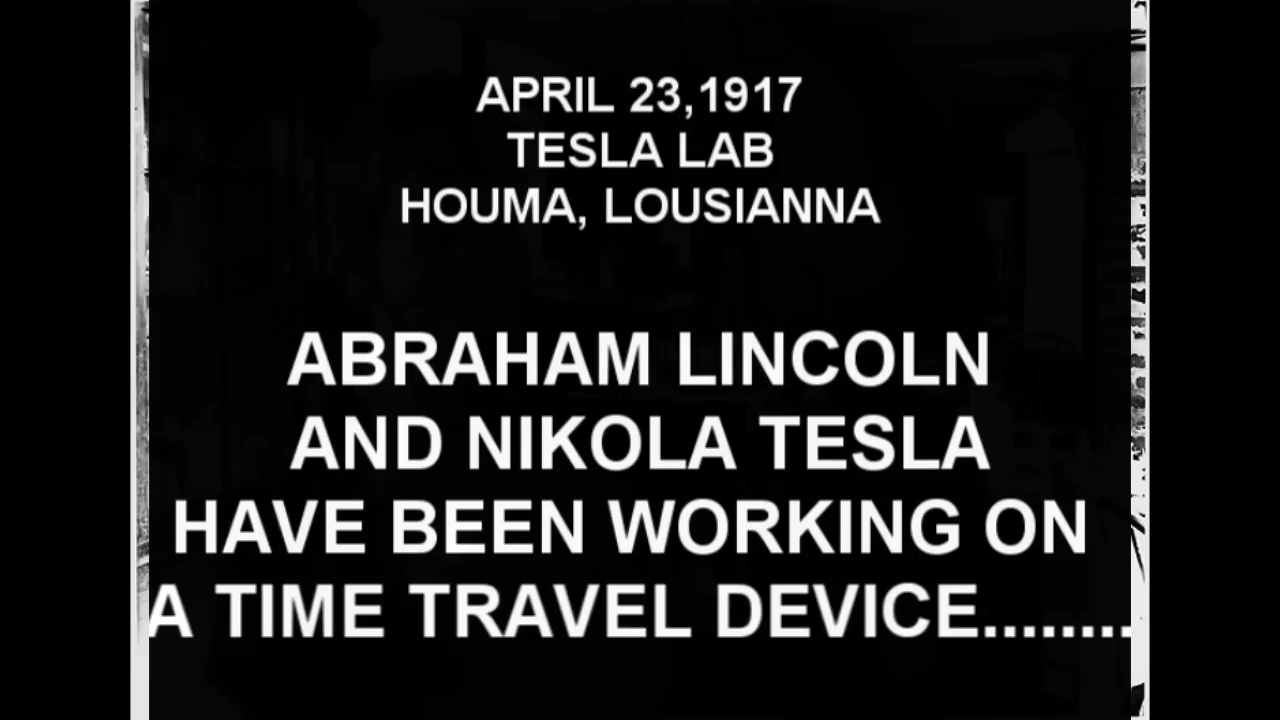 APRIL 23,1917
TESLA LAB
HOUMA, LOUSIANNA
ABRAHAM LINCOLN
AND NIKOLA TESLA
HAVE BEEN WORKING ON
A TIME TRAVEL DEVICE........